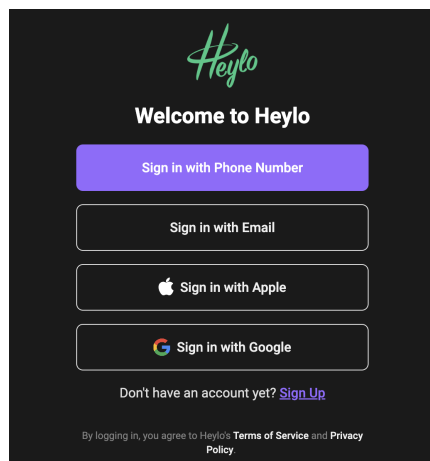 Heylo
Welcome to Heylo
Sign in with Phone Number
Sign in with Email
Sign in with Apple
Sign in with Google
Don't have an account yet? Sign Up
By logging in, you agree to Heylo's Terms of Service and Privacy
Policy.